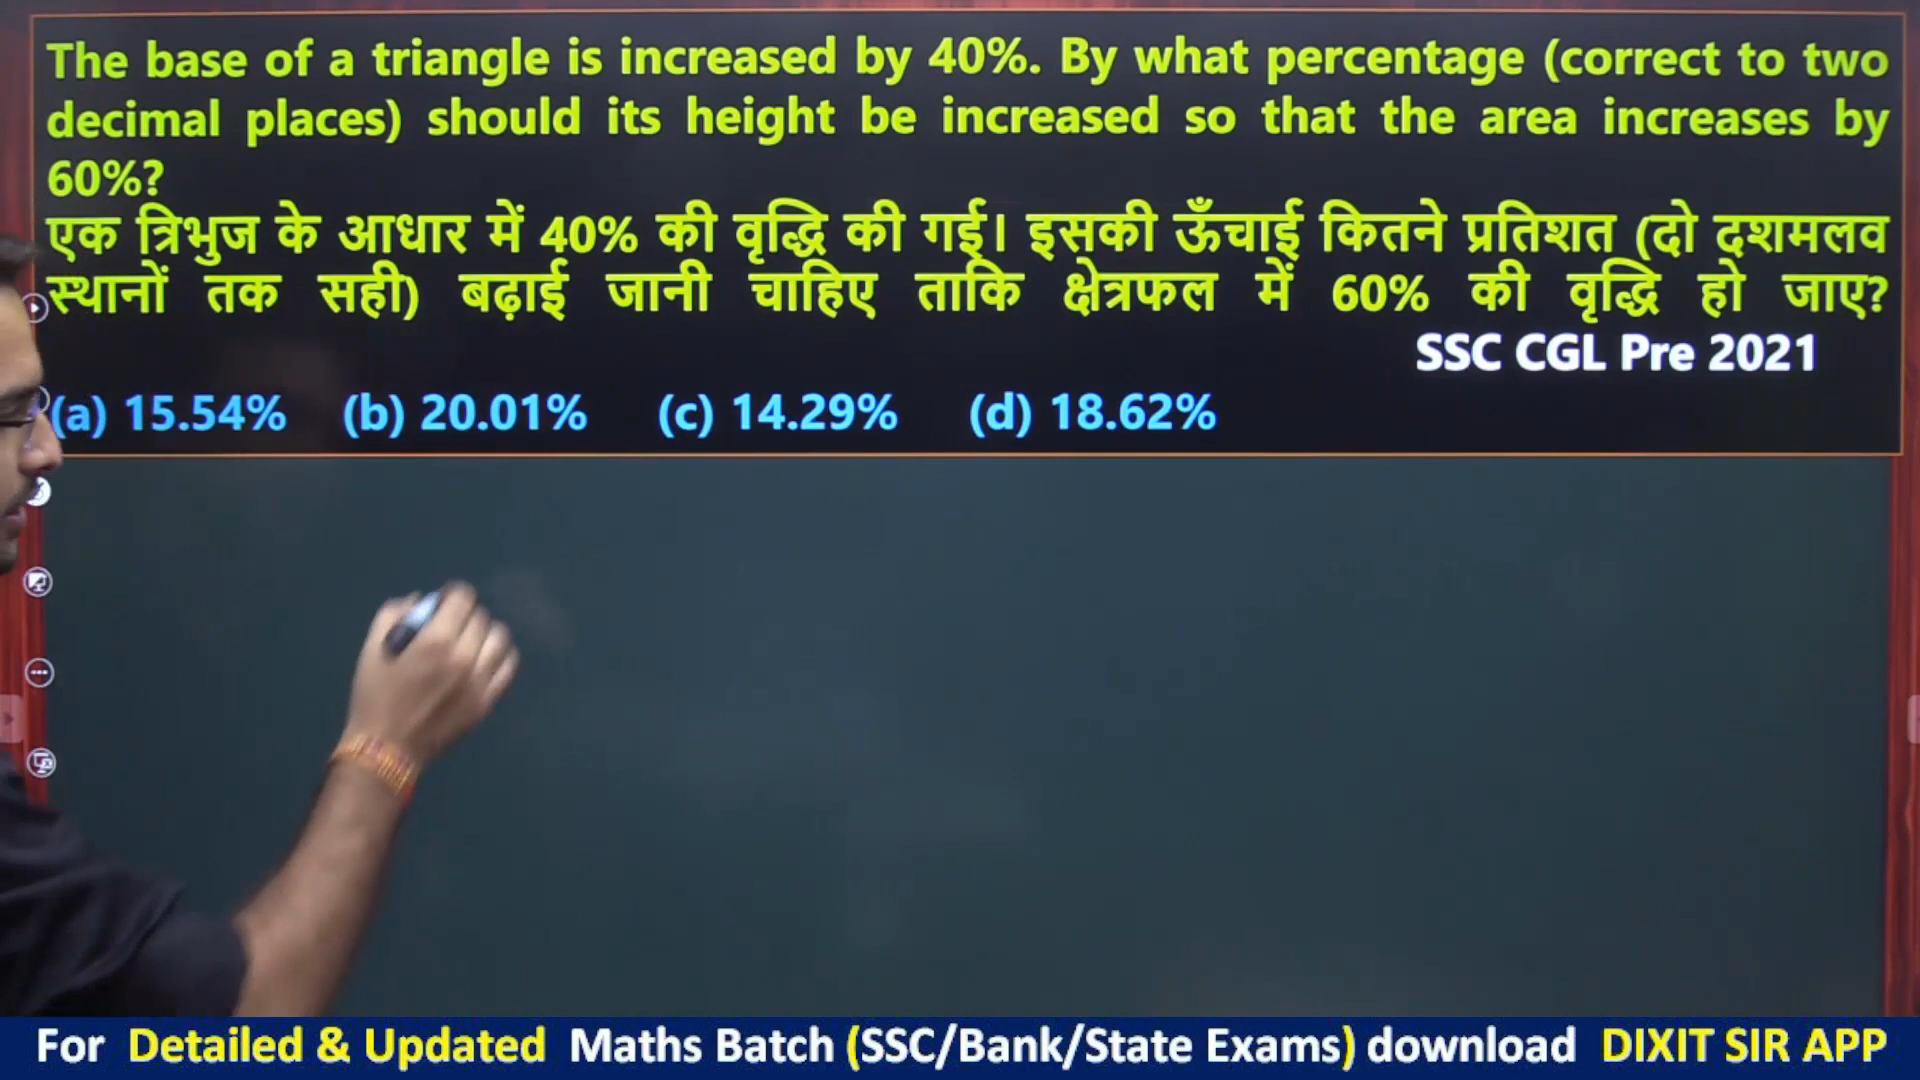 The base of a triangle is increased by 40%. By what percentage (correct to two
decimal places) should its height be increased so that the area increases by
60%?
एक त्रिभुज के आधार में 40% की वृद्धि की गई। इसकी ऊँचाई कितने प्रतिशत (दो दशमलव
स्थानों तक सही) बढ़ाई जानी चाहिए ताकि क्षेत्रफल में 60% की वृद्धि हो जाए?
SSC CGL Pre 2021
(a) 15.54% (b) 20.01% (c) 14.29% (d) 18.62%
For Detailed & Updated Maths Batch (SSC/Bank/State Exams) download DIXIT SIR APP